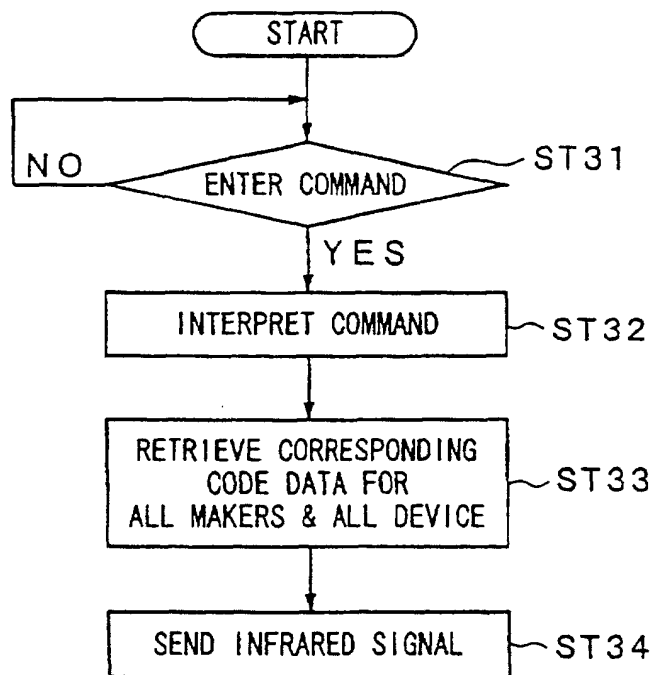 START
NO
ENTER COMMAND
ST31
YES
INTERPRET COMMAND
ST32
RETRIEVE CORRESPONDING
CODE DATA FOR
ALL MAKERS & ALL DEVICE
ST33
SEND INFRARED SIGNAL
ST34